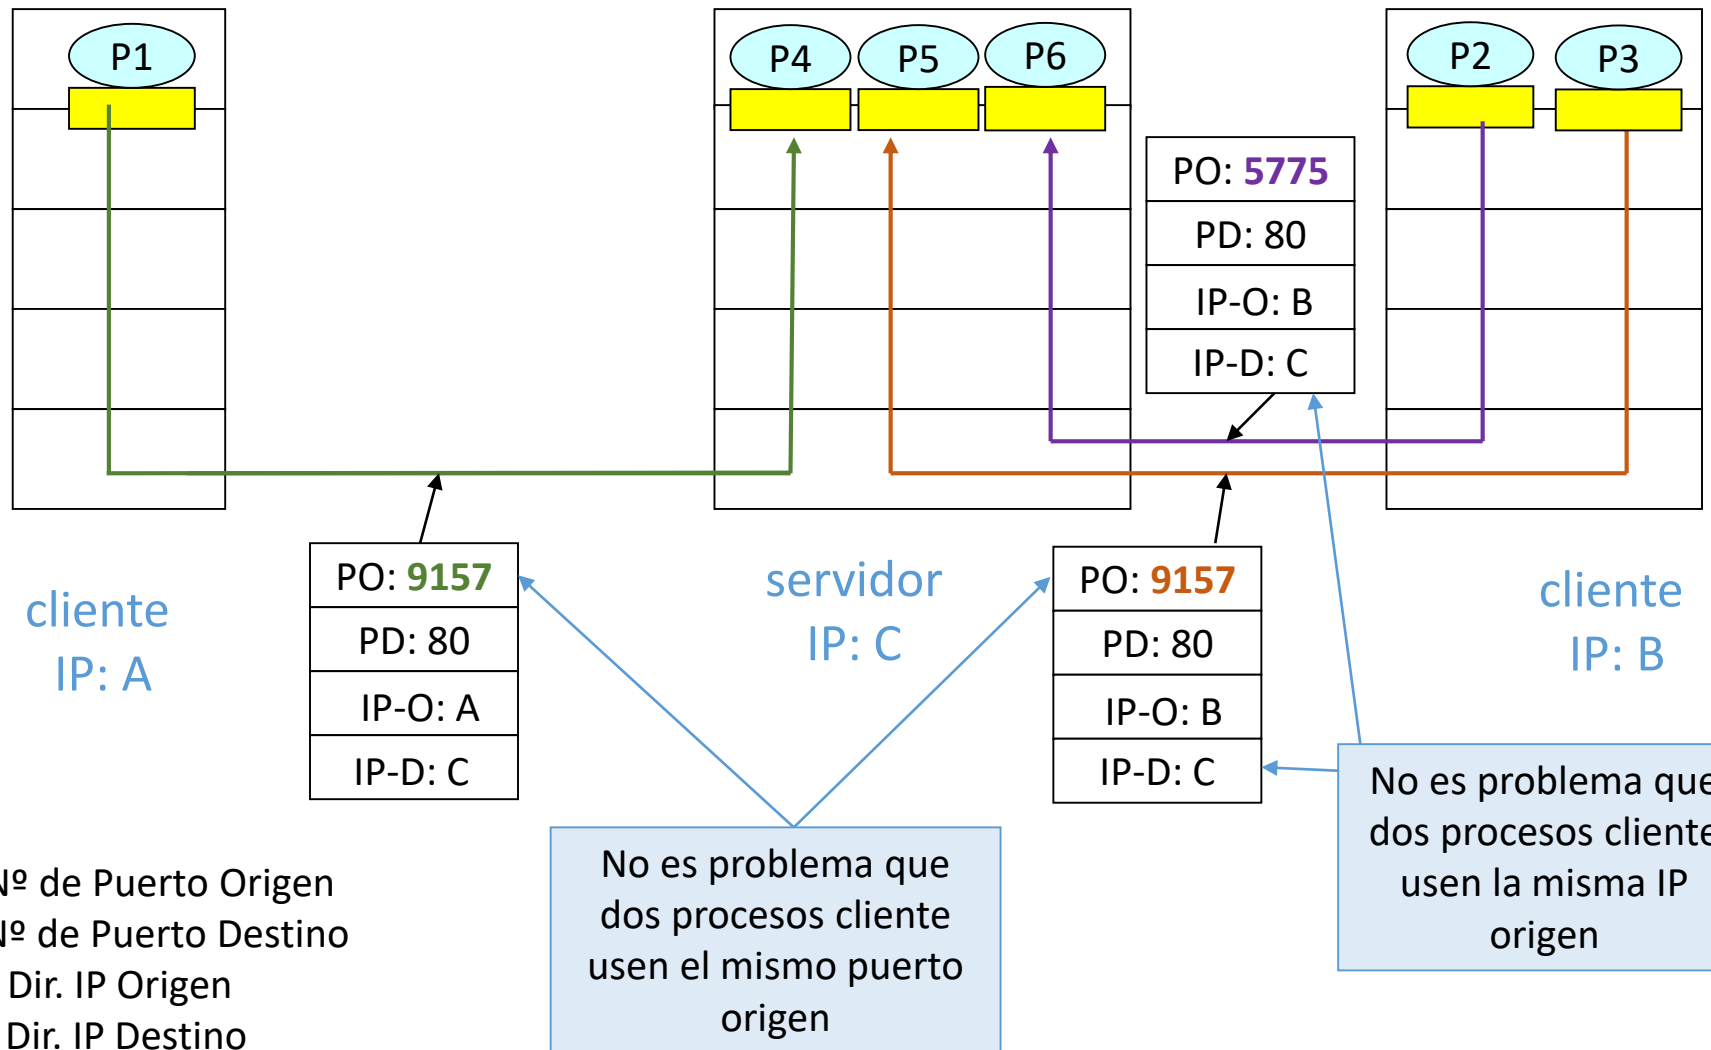 P1
P4
P5
P6
P2
P3
PO: 5775
PD: 80
IP-O: B
IP-D: C
cliente
IP: A
PO: 9157
PD: 80
IP-O: A
IP-D: C
servidor
IP: C
PO: 9157
PD: 80
IP-O: B
IP-D: C
cliente
IP: B
Nº de Puerto Origen
Nº de Puerto Destino
Dir. IP Origen
Dir. IP Destino
No es problema que
dos procesos cliente
usen el mismo puerto
origen
No es problema que
dos procesos cliente
usen la misma IP
origen